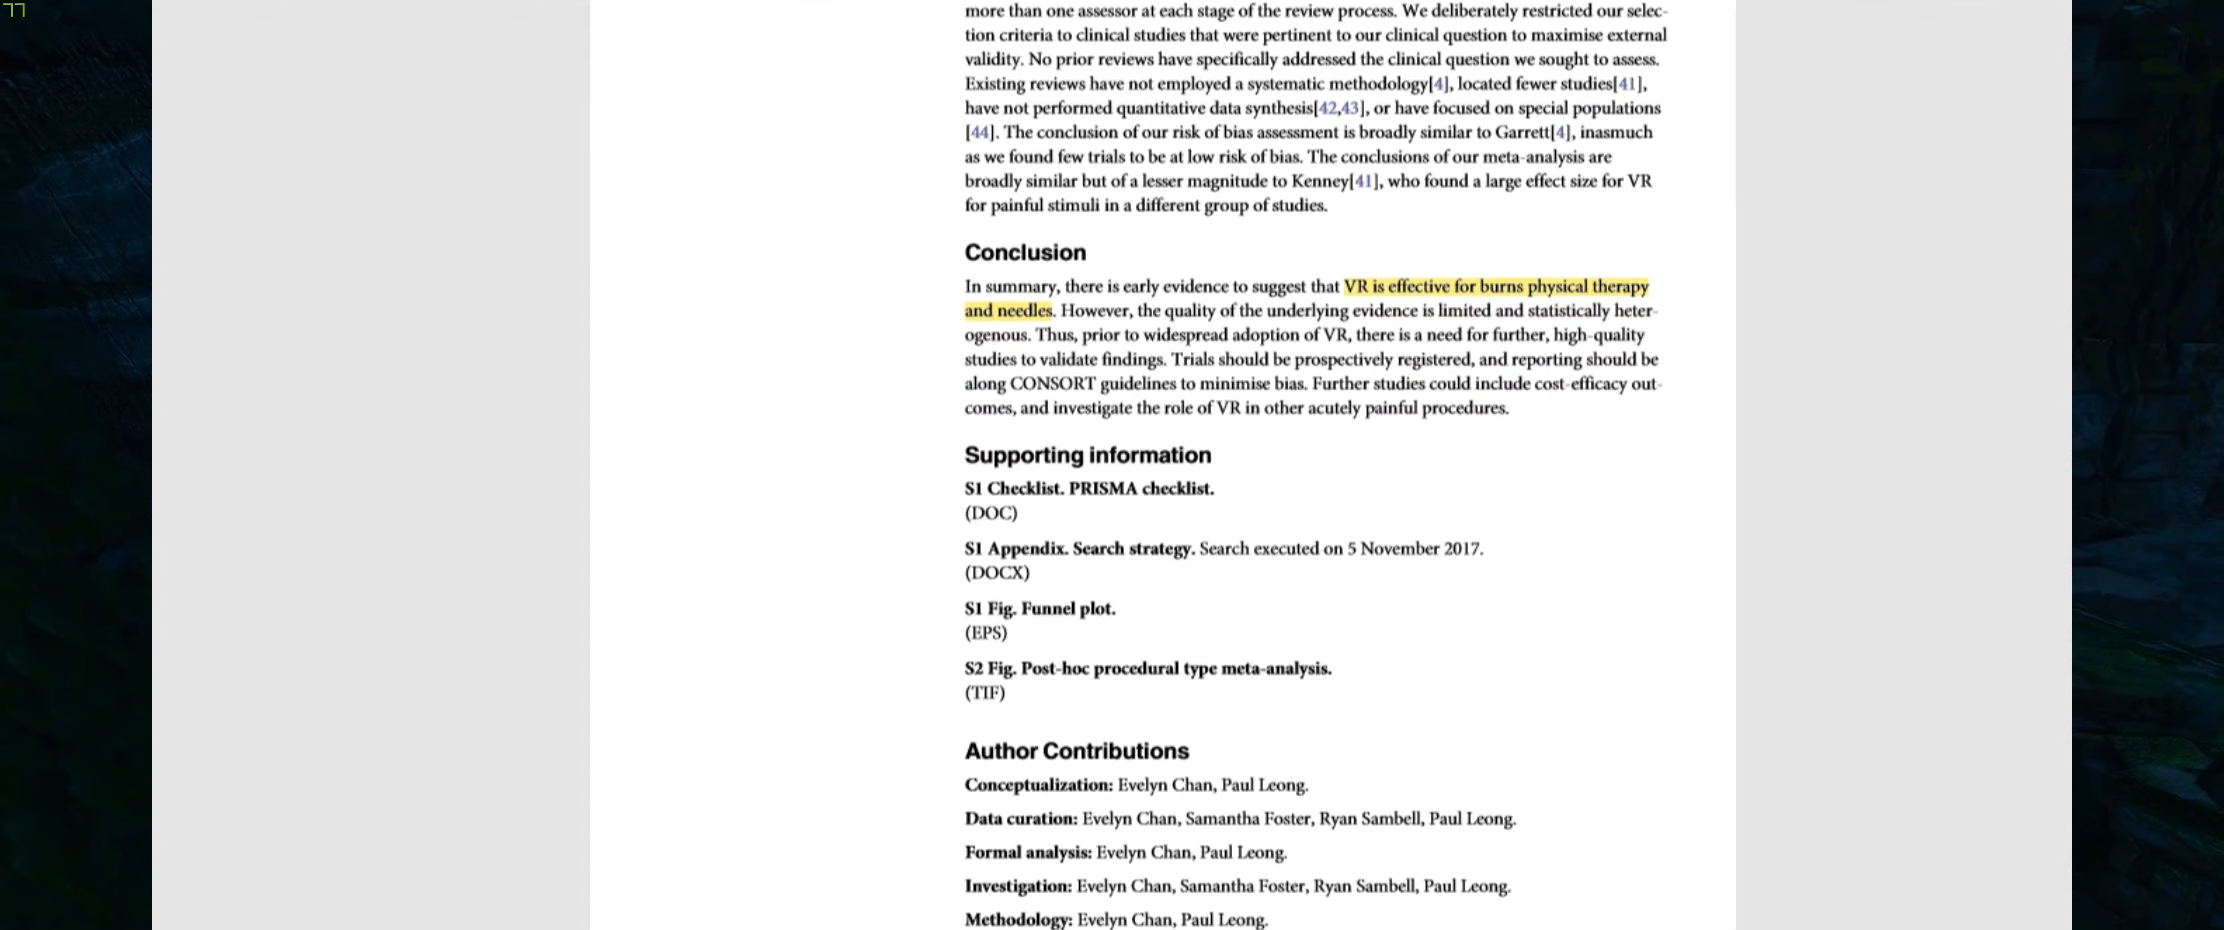 77
more than one assessor at each stage of the review process. We deliberately restricted our selec-
tion criteria to clinical studies that were pertinent to our clinical question to maximise external
validity. No prior reviews have specifically addressed the clinical question we sought to assess.
Existing reviews have not employed a systematic methodology[4], located fewer studies[41],
have not performed quantitative data synthesis[42,43], or have focused on special populations
[44]. The conclusion of our risk of bias assessment is broadly similar to Garrett[4], inasmuch
as we found few trials to be at low risk of bias. The conclusions of our meta-analysis are
broadly similar but of a lesser magnitude to Kenney[41], who found a large effect size for VR
for painful stimuli in a different group of studies.
Conclusion
In summary, there is early evidence to suggest that VR is effective for burns physical therapy
and needles. However, the quality of the underlying evidence is limited and statistically heter-
ogenous. Thus, prior to widespread adoption of VR, there is a need for further, high-quality
studies to validate findings. Trials should be prospectively registered, and reporting should be
along CONSORT guidelines to minimise bias. Further studies could include cost-efficacy out-
comes, and investigate the role of VR in other acutely painful procedures.
Supporting information
S1 Checklist. PRISMA checklist.
(DOC)
S1 Appendix. Search strategy. Search executed on 5 November 2017.
(DOCX)
S1 Fig. Funnel plot.
(EPS)
S2 Fig. Post-hoc procedural type meta-analysis.
(TIF)
Author Contributions
Conceptualization: Evelyn Chan, Paul Leong.
Data curation: Evelyn Chan, Samantha Foster, Ryan Sambell, Paul Leong.
Formal analysis: Evelyn Chan, Paul Leong.
Investigation: Evelyn Chan, Samantha Foster, Ryan Sambell, Paul Leong.
Methodology: Evelyn Chan, Paul Leong.